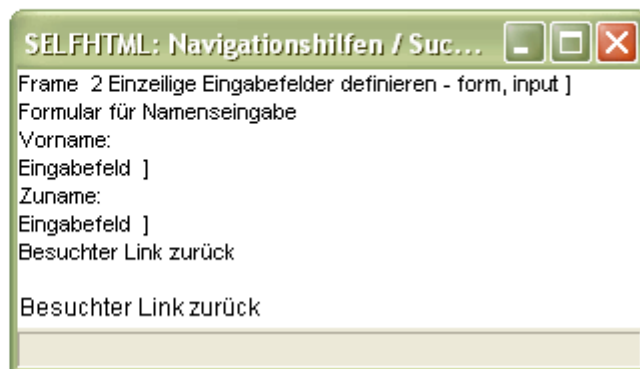 SELFHTML: Navigationshilfen / Suc...
Frame 2 Einzeilige Eingabefelder definieren - form, input ]
Formular für Namenseingabe
Vorname:
Eingabefeld ]
Zuname:
Eingabefeld ]
Besuchter Link zurück
Besuchter Link zurück